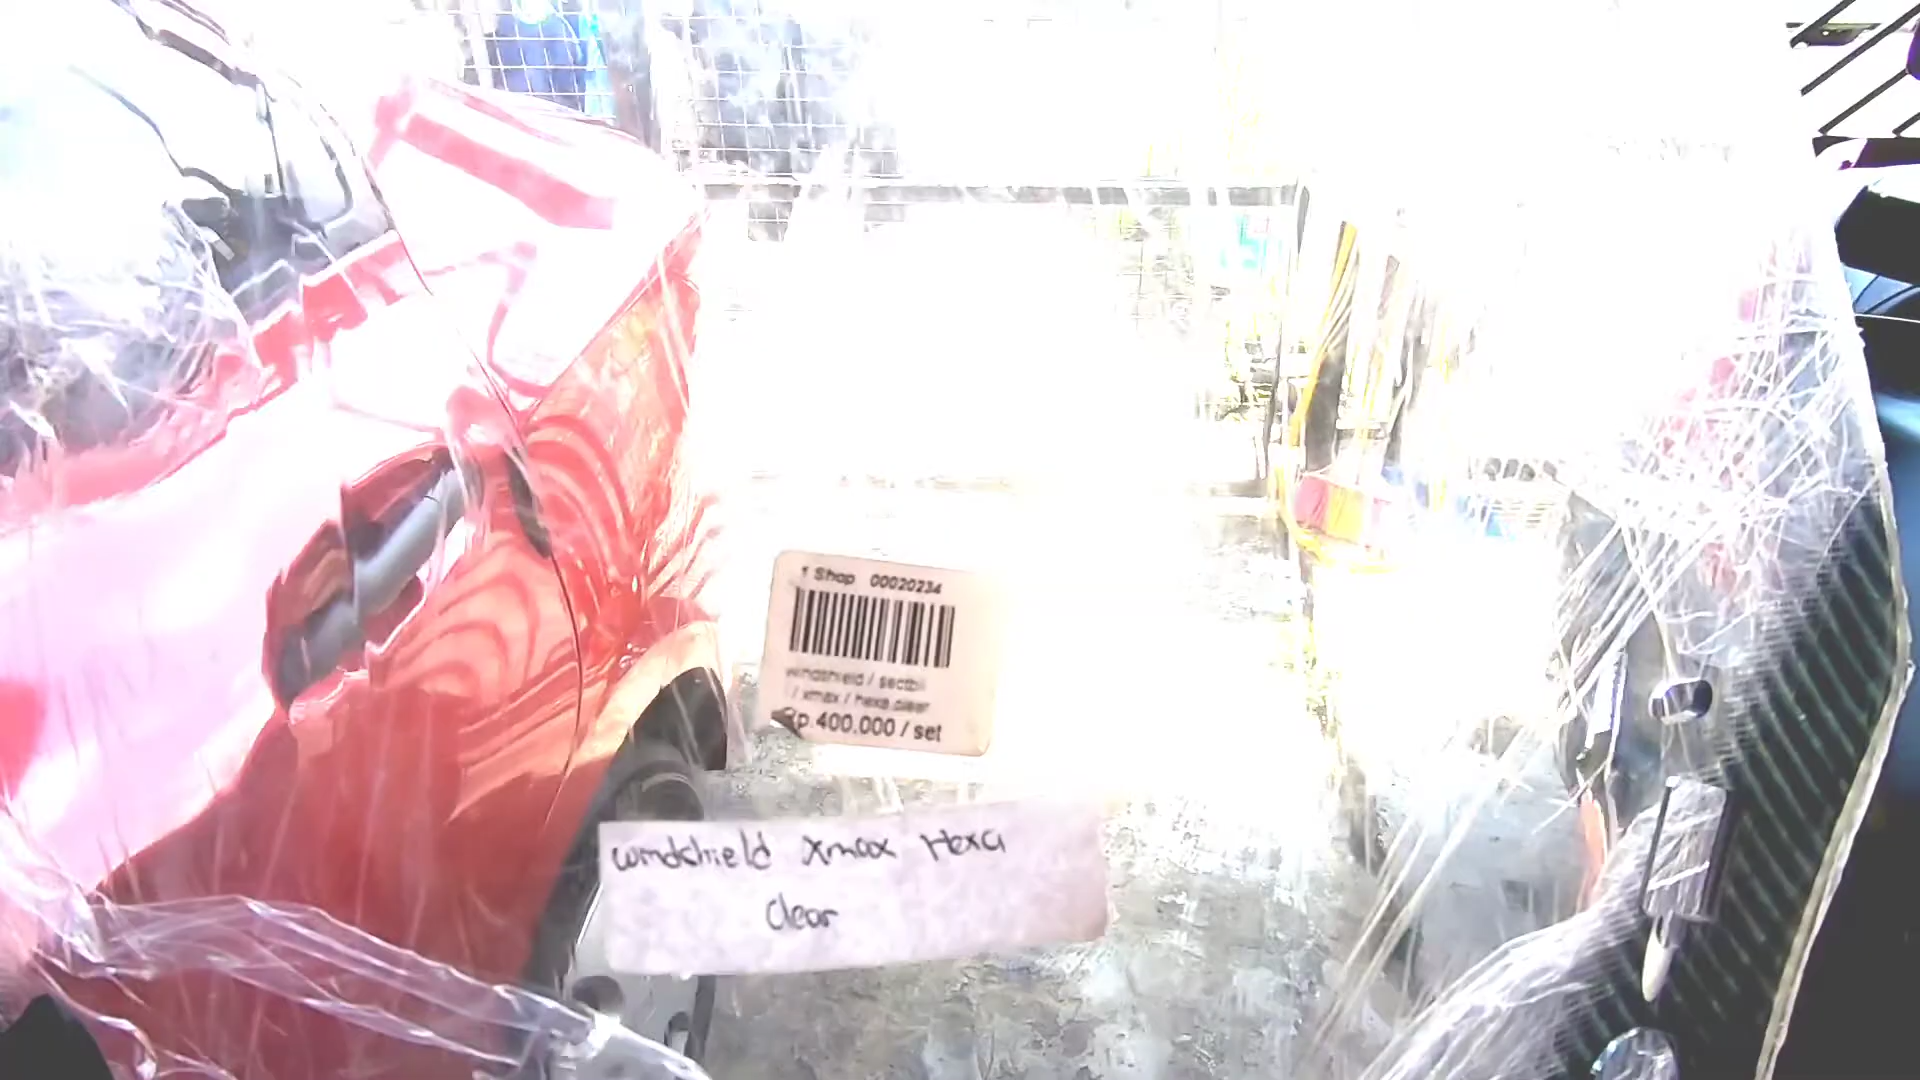 1 Shop 00020234
windshield / sectbil
/ xmax / hexa clear
Rp.400.000 / set
windshield Xmax Hexa
Clear